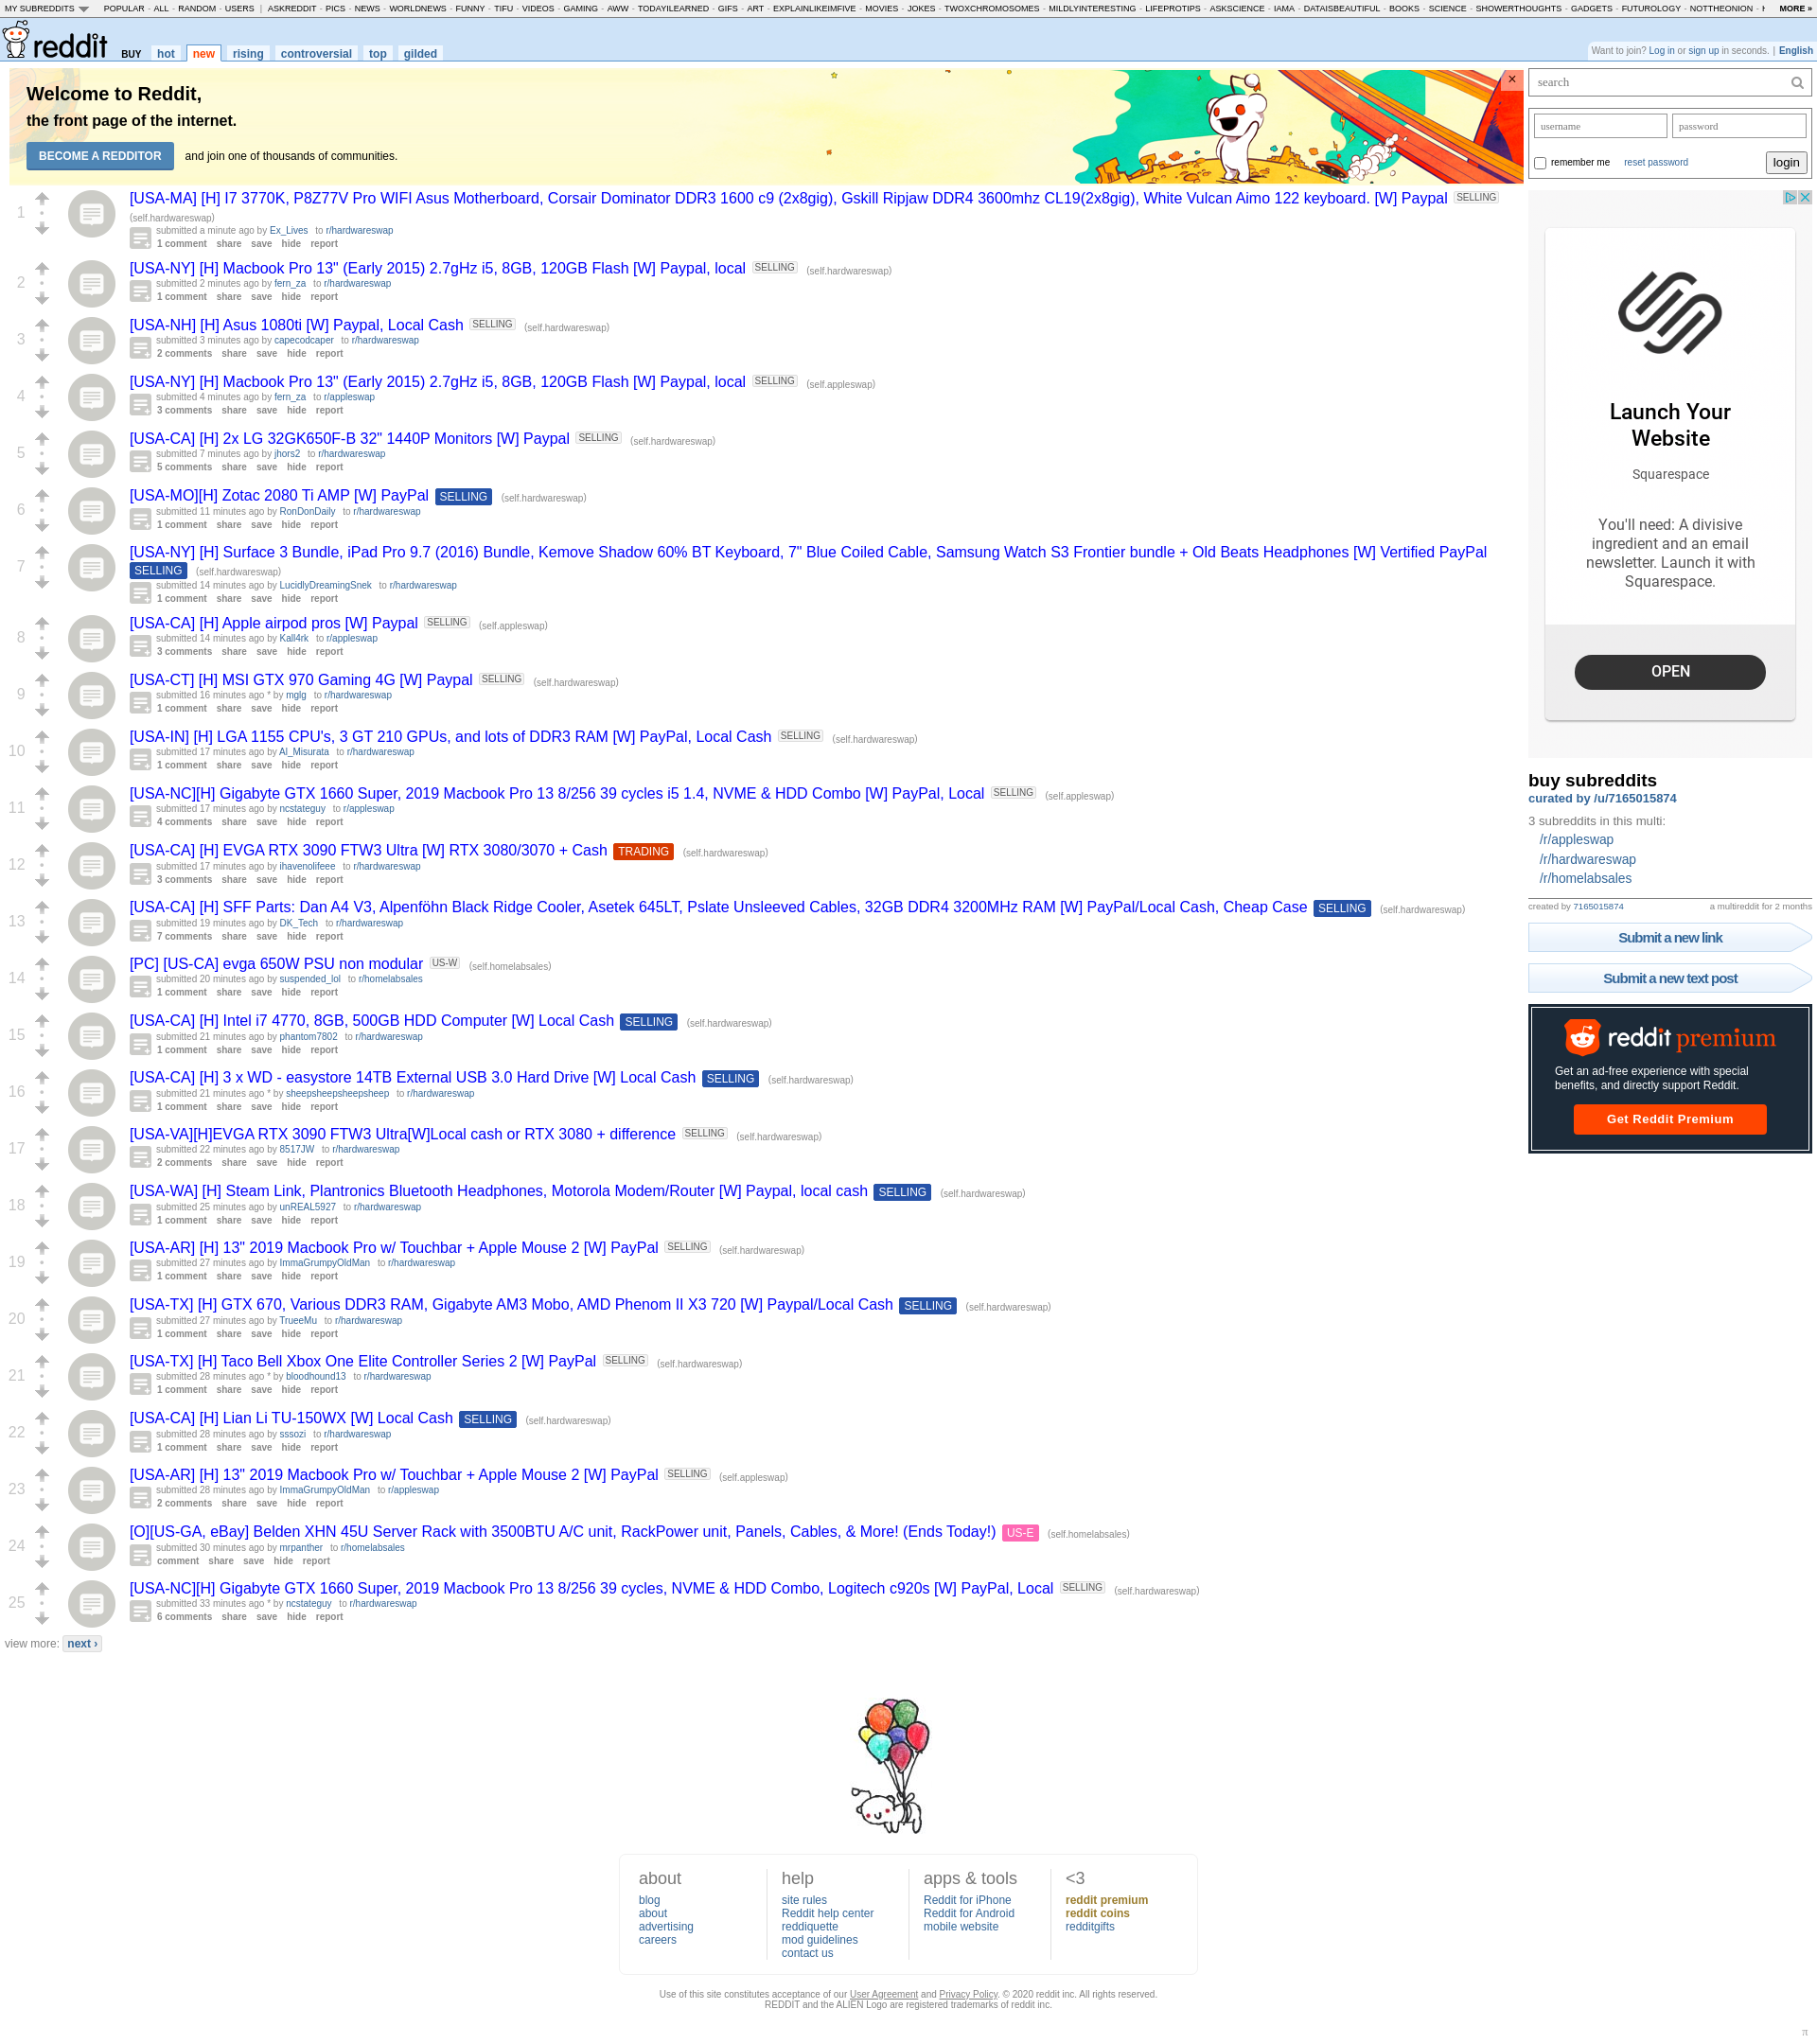 MY SUBREDDITS POPULAR - ALL - RANDOM - USERS | ASKREDDIT - PICS - NEWS - WORLDNEWS - FUNNY - TIFU - VIDEOS - GAMING - AWW - TODAYILEARNED - GIFS - ART - EXPLAINLIKEIMFIVE - MOVIES - JOKES - TWOXCHROMOSOMES - MILDLYINTERESTING - LIFEPROTIPS - ASKSCIENCE - IAMA - DATAISBEAUTIFUL - BOOKS - SCIENCE - SHOWERTHOUGHTS - GADGETS - FUTUROLOGY - NOTTHEONION - MORE »
reddit BUY hot new rising controversial top gilded
Want to join? Log in or sign up in seconds. | English
Welcome to Reddit,
the front page of the internet.
BECOME A REDDITOR and join one of thousands of communities.
×
1
[USA-MA] [H] I7 3770K, P8Z77V Pro WIFI Asus Motherboard, Corsair Dominator DDR3 1600 c9 (2x8gig), Gskill Ripjaw DDR4 3600mhz CL19(2x8gig), White Vulcan Aimo 122 keyboard. [W] Paypal SELLING
(self.hardwareswap)
submitted a minute ago by Ex_Lives to r/hardwareswap
1 comment share save hide report
2
[USA-NY] [H] Macbook Pro 13" (Early 2015) 2.7gHz i5, 8GB, 120GB Flash [W] Paypal, local SELLING (self.hardwareswap)
submitted 2 minutes ago by fern_za to r/hardwareswap
1 comment share save hide report
3
[USA-NH] [H] Asus 1080ti [W] Paypal, Local Cash SELLING (self.hardwareswap)
submitted 3 minutes ago by capecodcaper to r/hardwareswap
2 comments share save hide report
4
[USA-NY] [H] Macbook Pro 13" (Early 2015) 2.7gHz i5, 8GB, 120GB Flash [W] Paypal, local SELLING (self.appleswap)
submitted 4 minutes ago by fern_za to r/appleswap
3 comments share save hide report
5
[USA-CA] [H] 2x LG 32GK650F-B 32" 1440P Monitors [W] Paypal SELLING (self.hardwareswap)
submitted 7 minutes ago by jhors2 to r/hardwareswap
5 comments share save hide report
6
[USA-MO][H] Zotac 2080 Ti AMP [W] PayPal SELLING (self.hardwareswap)
submitted 11 minutes ago by RonDonDaily to r/hardwareswap
1 comment share save hide report
7
[USA-NY] [H] Surface 3 Bundle, iPad Pro 9.7 (2016) Bundle, Kemove Shadow 60% BT Keyboard, 7" Blue Coiled Cable, Samsung Watch S3 Frontier bundle + Old Beats Headphones [W] Vertified PayPal
SELLING (self.hardwareswap)
submitted 14 minutes ago by LucidlyDreamingSnek to r/hardwareswap
1 comment share save hide report
8
[USA-CA] [H] Apple airpod pros [W] Paypal SELLING (self.appleswap)
submitted 14 minutes ago by Kall4rk to r/appleswap
3 comments share save hide report
9
[USA-CT] [H] MSI GTX 970 Gaming 4G [W] Paypal SELLING (self.hardwareswap)
submitted 16 minutes ago * by mglg to r/hardwareswap
1 comment share save hide report
10
[USA-IN] [H] LGA 1155 CPU's, 3 GT 210 GPUs, and lots of DDR3 RAM [W] PayPal, Local Cash SELLING (self.hardwareswap)
submitted 17 minutes ago by Al_Misurata to r/hardwareswap
1 comment share save hide report
11
[USA-NC][H] Gigabyte GTX 1660 Super, 2019 Macbook Pro 13 8/256 39 cycles i5 1.4, NVME & HDD Combo [W] PayPal, Local SELLING (self.appleswap)
submitted 17 minutes ago by ncstateguy to r/appleswap
4 comments share save hide report
12
[USA-CA] [H] EVGA RTX 3090 FTW3 Ultra [W] RTX 3080/3070 + Cash TRADING (self.hardwareswap)
submitted 17 minutes ago by ihavenolifeee to r/hardwareswap
3 comments share save hide report
13
[USA-CA] [H] SFF Parts: Dan A4 V3, Alpenföhn Black Ridge Cooler, Asetek 645LT, Pslate Unsleeved Cables, 32GB DDR4 3200MHz RAM [W] PayPal/Local Cash, Cheap Case SELLING (self.hardwareswap)
submitted 19 minutes ago by DK_Tech to r/hardwareswap
7 comments share save hide report
14
[PC] [US-CA] evga 650W PSU non modular US-W (self.homelabsales)
submitted 20 minutes ago by suspended_lol to r/homelabsales
1 comment share save hide report
15
[USA-CA] [H] Intel i7 4770, 8GB, 500GB HDD Computer [W] Local Cash SELLING (self.hardwareswap)
submitted 21 minutes ago by phantom7802 to r/hardwareswap
1 comment share save hide report
16
[USA-CA] [H] 3 x WD - easystore 14TB External USB 3.0 Hard Drive [W] Local Cash SELLING (self.hardwareswap)
submitted 21 minutes ago * by sheepsheepsheepsheep to r/hardwareswap
1 comment share save hide report
17
[USA-VA][H]EVGA RTX 3090 FTW3 Ultra[W]Local cash or RTX 3080 + difference SELLING (self.hardwareswap)
submitted 22 minutes ago by 8517JW to r/hardwareswap
2 comments share save hide report
18
[USA-WA] [H] Steam Link, Plantronics Bluetooth Headphones, Motorola Modem/Router [W] Paypal, local cash SELLING (self.hardwareswap)
submitted 25 minutes ago by unREAL5927 to r/hardwareswap
1 comment share save hide report
19
[USA-AR] [H] 13" 2019 Macbook Pro w/ Touchbar + Apple Mouse 2 [W] PayPal SELLING (self.hardwareswap)
submitted 27 minutes ago by ImmaGrumpyOldMan to r/hardwareswap
1 comment share save hide report
20
[USA-TX] [H] GTX 670, Various DDR3 RAM, Gigabyte AM3 Mobo, AMD Phenom II X3 720 [W] Paypal/Local Cash SELLING (self.hardwareswap)
submitted 27 minutes ago by TrueeMu to r/hardwareswap
1 comment share save hide report
21
[USA-TX] [H] Taco Bell Xbox One Elite Controller Series 2 [W] PayPal SELLING (self.hardwareswap)
submitted 28 minutes ago * by bloodhound13 to r/hardwareswap
1 comment share save hide report
22
[USA-CA] [H] Lian Li TU-150WX [W] Local Cash SELLING (self.hardwareswap)
submitted 28 minutes ago by sssozi to r/hardwareswap
1 comment share save hide report
23
[USA-AR] [H] 13" 2019 Macbook Pro w/ Touchbar + Apple Mouse 2 [W] PayPal SELLING (self.appleswap)
submitted 28 minutes ago by ImmaGrumpyOldMan to r/appleswap
2 comments share save hide report
24
[O][US-GA, eBay] Belden XHN 45U Server Rack with 3500BTU A/C unit, RackPower unit, Panels, Cables, & More! (Ends Today!) US-E (self.homelabsales)
submitted 30 minutes ago by mrpanther to r/homelabsales
comment share save hide report
25
[USA-NC][H] Gigabyte GTX 1660 Super, 2019 Macbook Pro 13 8/256 39 cycles, NVME & HDD Combo, Logitech c920s [W] PayPal, Local SELLING (self.hardwareswap)
submitted 33 minutes ago * by ncstateguy to r/hardwareswap
6 comments share save hide report
view more: next ›
search
username password
remember me reset password login
Launch Your
Website
Squarespace
You'll need: A divisive
ingredient and an email
newsletter. Launch it with
Squarespace.
OPEN
buy subreddits
curated by /u/7165015874
3 subreddits in this multi:
/r/appleswap
/r/hardwareswap
/r/homelabsales
created by 7165015874 a multireddit for 2 months
Submit a new link
Submit a new text post
reddit premium
Get an ad-free experience with special
benefits, and directly support Reddit.
Get Reddit Premium
about
blog
about
advertising
careers
help
site rules
Reddit help center
reddiquette
mod guidelines
contact us
apps & tools
Reddit for iPhone
Reddit for Android
mobile website
<3
reddit premium
reddit coins
redditgifts
Use of this site constitutes acceptance of our User Agreement and Privacy Policy. © 2020 reddit inc. All rights reserved.
REDDIT and the ALIEN Logo are registered trademarks of reddit inc.
π